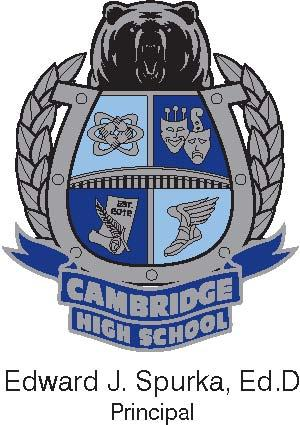 EST.
2012
CAMBRIDGE
HIGH SCHOOL
Edward J. Spurka, Ed.D
Principal